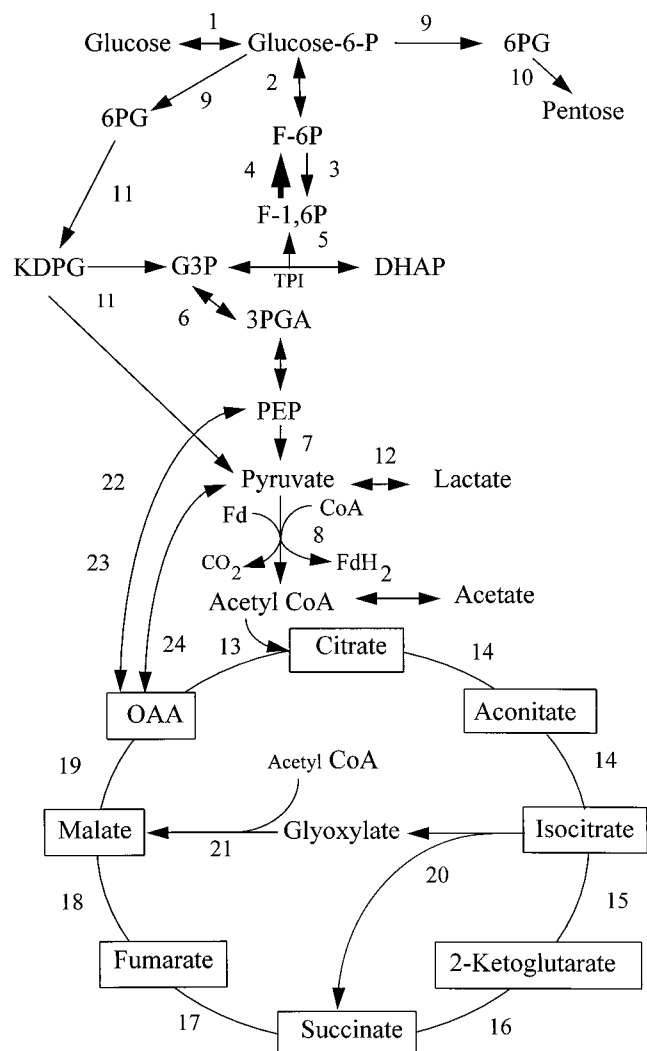 1
9
Glucose Glucose-6-P 6PG
10
Pentose
2
9
6PG
F-6P
4 3
F-1,6P
5
11
KDPG G3P DHAP
TPI
11
6
3PGA
PEP
7
22
12
Pyruvate Lactate
Fd CoA
8
23
CO2 FdH2
Acetyl CoA Acetate
24 13 Citrate 14
OAA Aconitate
19 14
Acetyl CoA
Malate Glyoxylate Isocitrate
21 20
18 15
Fumarate 2-Ketoglutarate
17 Succinate 16